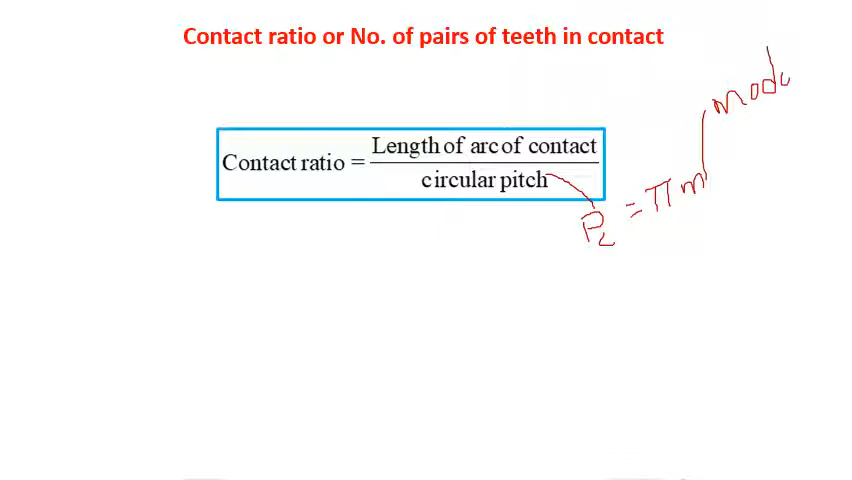 Contact ratio or No. of pairs of teeth in contact
Contact ratio = Length of arc of contact
circular pitch
Pc = πm
modu